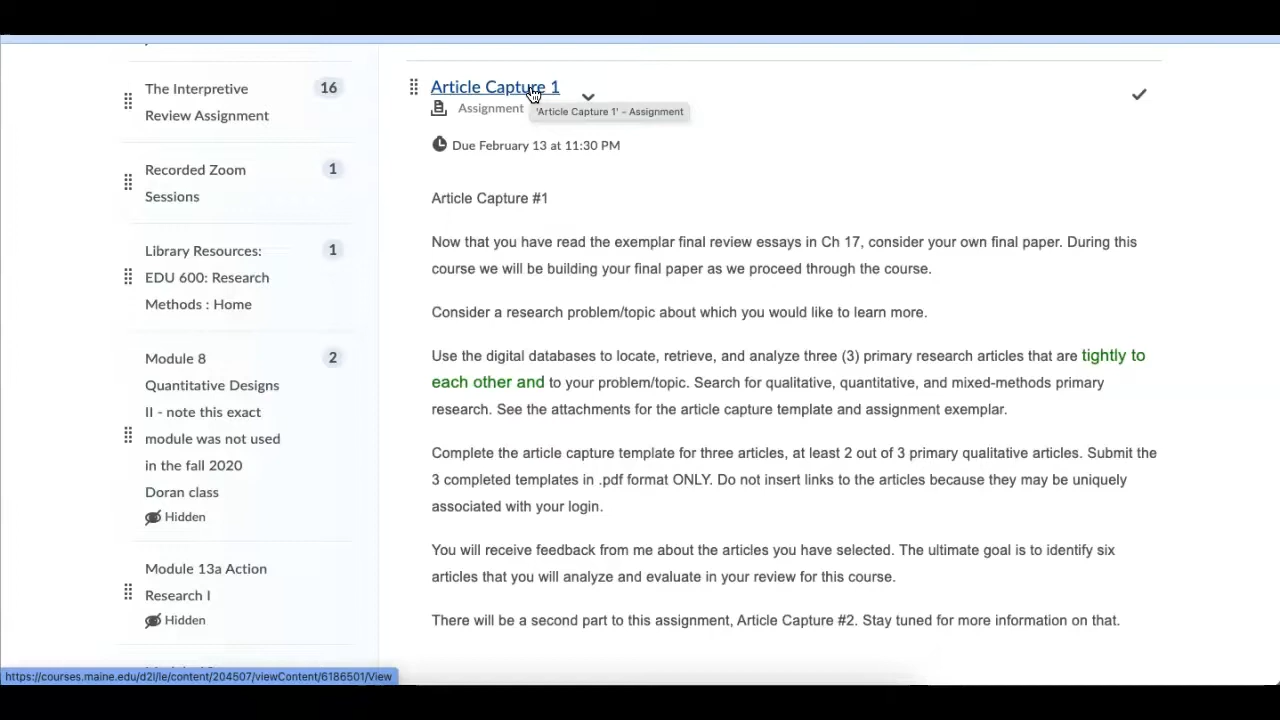 The Interpretive
Review Assignment
16
Recorded Zoom
Sessions
1
Library Resources:
EDU 600: Research
Methods : Home
1
Module 8
Quantitative Designs
II - note this exact
module was not used
in the fall 2020
Doran class
2
Hidden
Module 13a Action
Research I
Hidden
https://courses.maine.edu/d2l/le/content/204507/viewContent/6186501/View
Article Capture 1
Assignment
'Article Capture 1' - Assignment
Due February 13 at 11:30 PM
Article Capture #1
Now that you have read the exemplar final review essays in Ch 17, consider your own final paper. During this
course we will be building your final paper as we proceed through the course.
Consider a research problem/topic about which you would like to learn more.
Use the digital databases to locate, retrieve, and analyze three (3) primary research articles that are tightly to
each other and to your problem/topic. Search for qualitative, quantitative, and mixed-methods primary
research. See the attachments for the article capture template and assignment exemplar.
Complete the article capture template for three articles, at least 2 out of 3 primary qualitative articles. Submit the
3 completed templates in .pdf format ONLY. Do not insert links to the articles because they may be uniquely
associated with your login.
You will receive feedback from me about the articles you have selected. The ultimate goal is to identify six
articles that you will analyze and evaluate in your review for this course.
There will be a second part to this assignment, Article Capture #2. Stay tuned for more information on that.